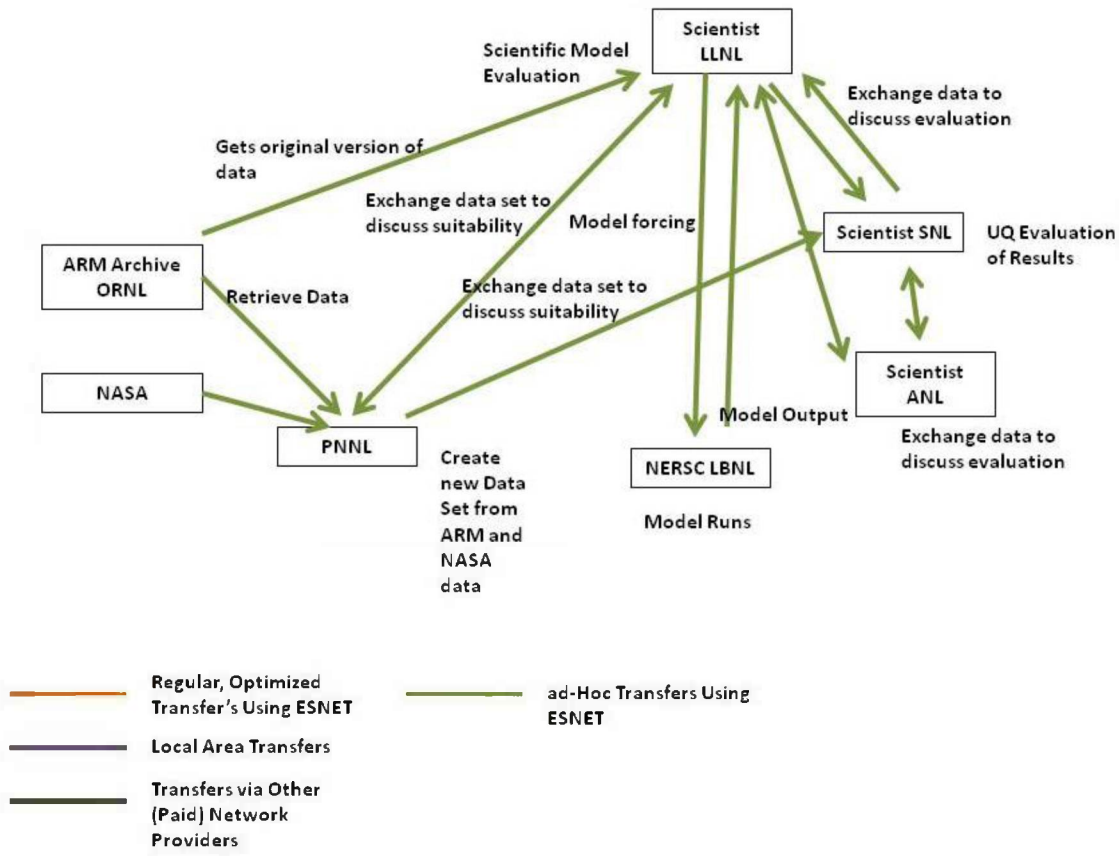 Scientist
LLNL
Scientific Model
Evaluation
Exchange data to
discuss evaluation
Gets original version of
data
Exchange data set to
discuss suitability
Model forcing
Scientist SNL
UQ Evaluation
of Results
ARM Archive
ORNL
Retrieve Data
Exchange data set to
discuss suitability
NASA
Scientist
ANL
Model Output
Exchange data to
discuss evaluation
PNNL
Create
new Data
Set from
ARM and
NASA
data
NERSC LBNL
Model Runs
Regular, Optimized
Transfer's Using ESNET
ad-Hoc Transfers Using
ESNET
Local Area Transfers
Transfers via Other
(Paid) Network
Providers